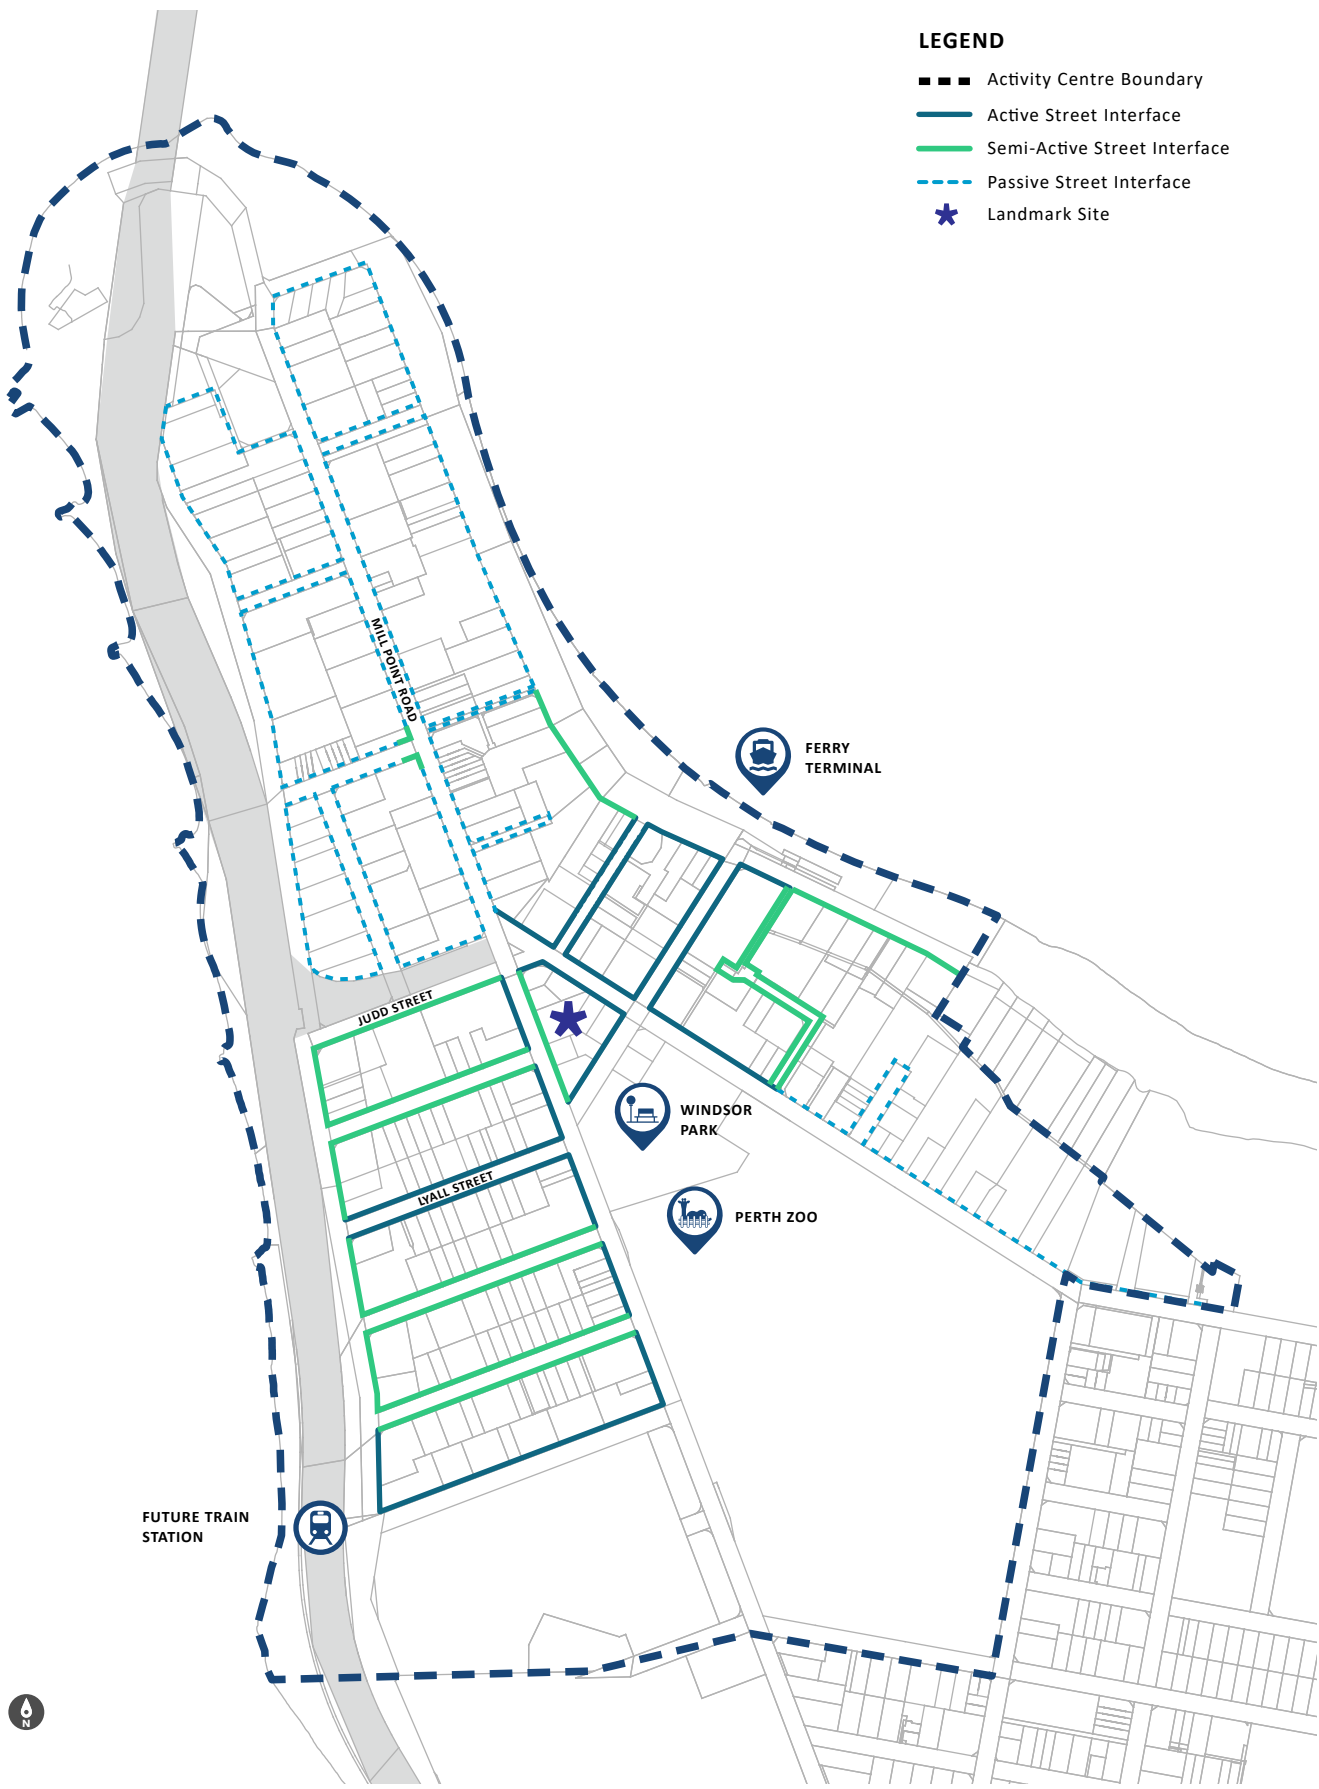 LEGEND
Activity Centre Boundary
Active Street Interface
Semi-Active Street Interface
Passive Street Interface
Landmark Site
MILL POINT ROAD
FERRY
TERMINAL
JUDD STREET
WINDSOR
PARK
LYALL STREET
PERTH ZOO
FUTURE TRAIN
STATION
N